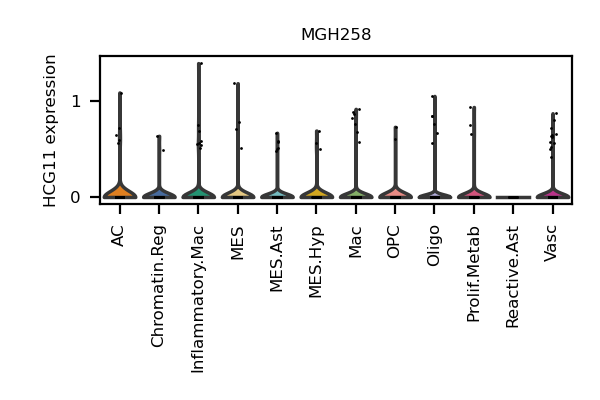 MGH258
HCG11 expression
1
0
AC
Chromatin.Reg
Inflammatory.Mac
MES
MES.Ast
MES.Hyp
Mac
OPC
Oligo
Prolif.Metab
Reactive.Ast
Vasc